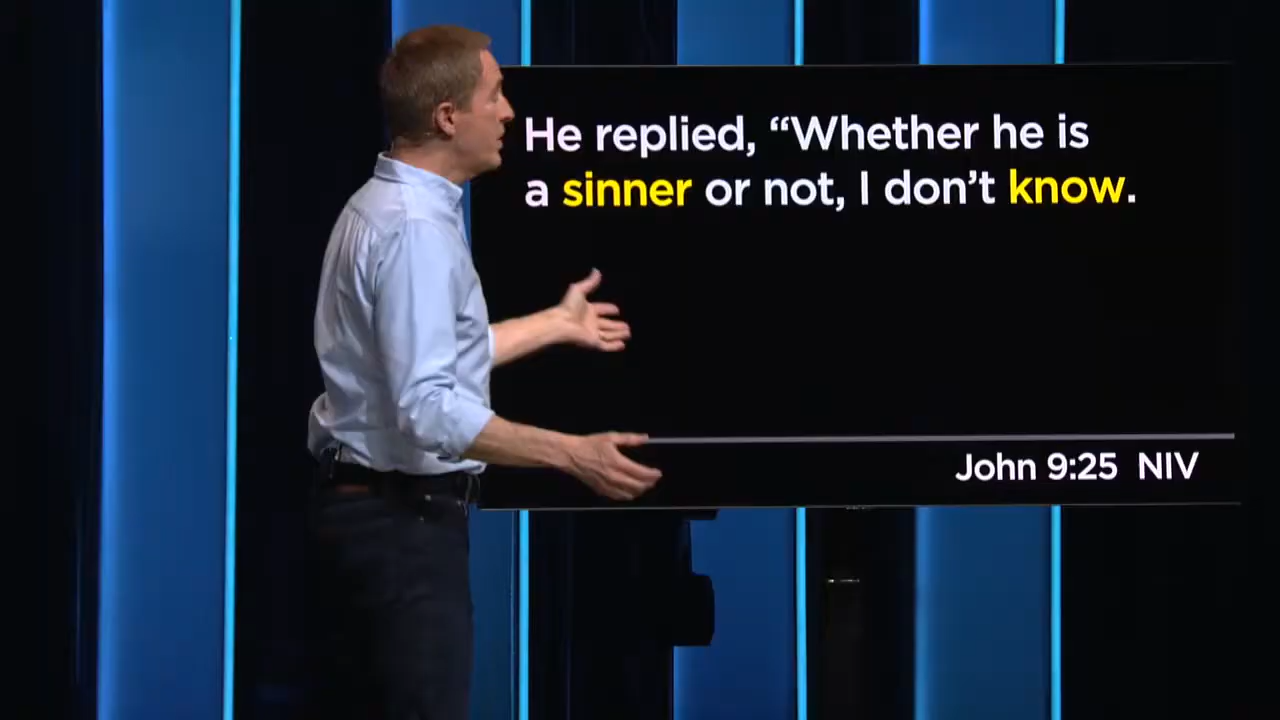 He replied, “Whether he is
a sinner or not, I don’t know.
John 9:25 NIV